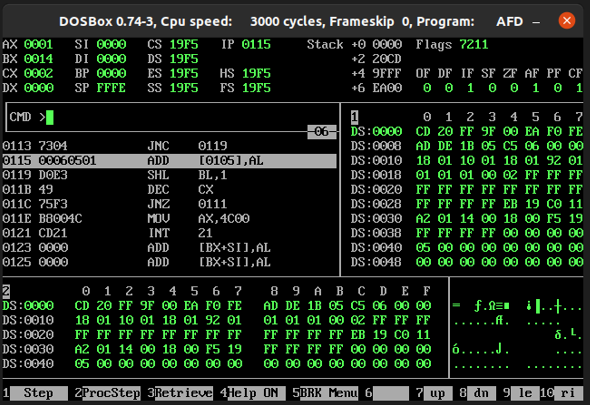 DOSBox 0.74-3, Cpu speed: 3000 cycles, Frameskip 0, Program: AFD
AX 0001 SI 0000 CS 19F5 IP 0115 Stack +0 0000 Flags 7211
BX 0014 DI 0000 DS 19F5 +2 20CD
CX 0002 BP 0000 ES 19F5 HS 19F5 +4 9FFF OF DF IF SF ZF AF PF CF
DX 0000 SP FFFE SS 19F5 FS 19F5 +6 EA00 0 0 1 0 0 1 0 1
CMD >
06
1 0 1 2 3 4 5 6 7
DS:0000 CD 20 FF 9F 00 EA F0 FE
DS:0008 AD DE 1B 05 C5 06 00 00
DS:0010 18 01 10 01 18 01 92 01
DS:0018 01 01 01 00 02 FF FF FF
DS:0020 FF FF FF FF FF FF FF FF
DS:0028 FF FF FF FF EB 19 C0 11
DS:0030 A2 01 14 00 18 00 F5 19
DS:0038 FF FF FF FF 00 00 00 00
DS:0040 05 00 00 00 00 00 00 00
DS:0048 00 00 00 00 00 00 00 00
0113 7304 JNC 0119
0115 00060501 ADD [0105],AL
0119 D0E3 SHL BL,1
011B 49 DEC CX
011C 75F3 JNZ 0111
011E B8004C MOV AX,4C00
0121 CD21 INT 21
0123 0000 ADD [BX+SI],AL
0125 0000 ADD [BX+SI],AL
2 0 1 2 3 4 5 6 7 8 9 A B C D E F
DS:0000 CD 20 FF 9F 00 EA F0 FE AD DE 1B 05 C5 06 00 00
DS:0010 18 01 10 01 18 01 92 01 01 01 01 00 02 FF FF FF
DS:0020 FF FF FF FF FF FF FF FF FF FF FF FF EB 19 C0 11
DS:0030 A2 01 14 00 18 00 F5 19 FF FF FF FF 00 00 00 00
DS:0040 05 00 00 00 00 00 00 00 00 00 00 00 00 00 00 00
1 Step 2 ProcStep 3 Retrieve 4 Help ON 5 BRK Menu 6 7 up 8 dn 9 le 10 ri